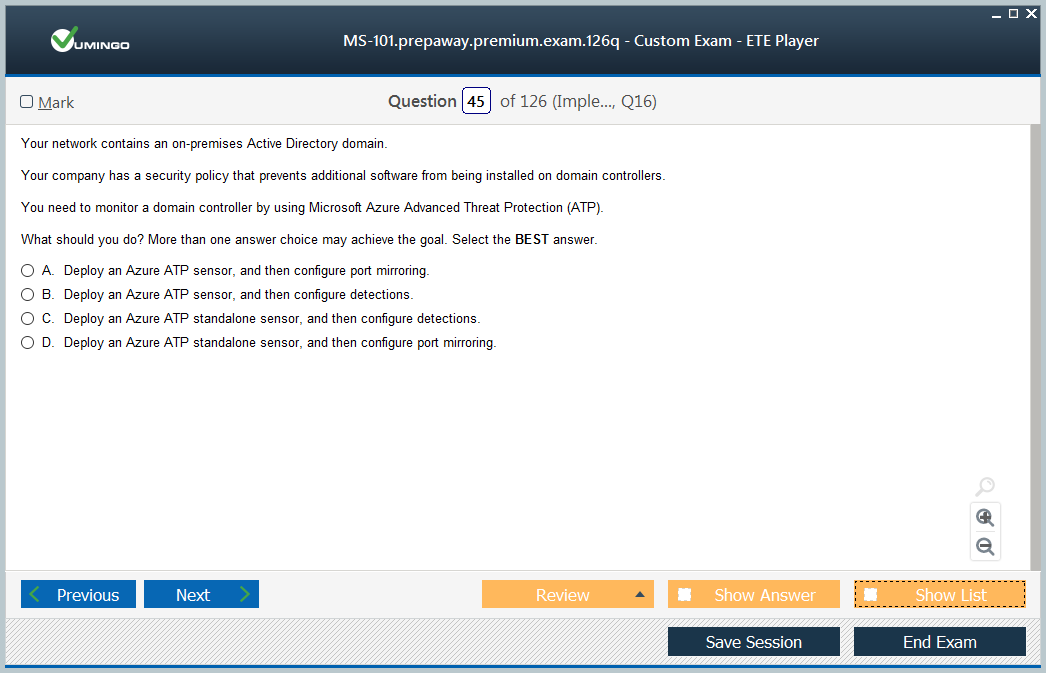 VUMINGO
MS-101.prepaway.premium.exam.126q - Custom Exam - ETE Player
Mark
Question 45 of 126 (Imple..., Q16)
Your network contains an on-premises Active Directory domain.
Your company has a security policy that prevents additional software from being installed on domain controllers.
You need to monitor a domain controller by using Microsoft Azure Advanced Threat Protection (ATP).
What should you do? More than one answer choice may achieve the goal. Select the BEST answer.
A. Deploy an Azure ATP sensor, and then configure port mirroring.
B. Deploy an Azure ATP sensor, and then configure detections.
C. Deploy an Azure ATP standalone sensor, and then configure detections.
D. Deploy an Azure ATP standalone sensor, and then configure port mirroring.
Previous
Next
Review
Show Answer
Show List
Save Session
End Exam